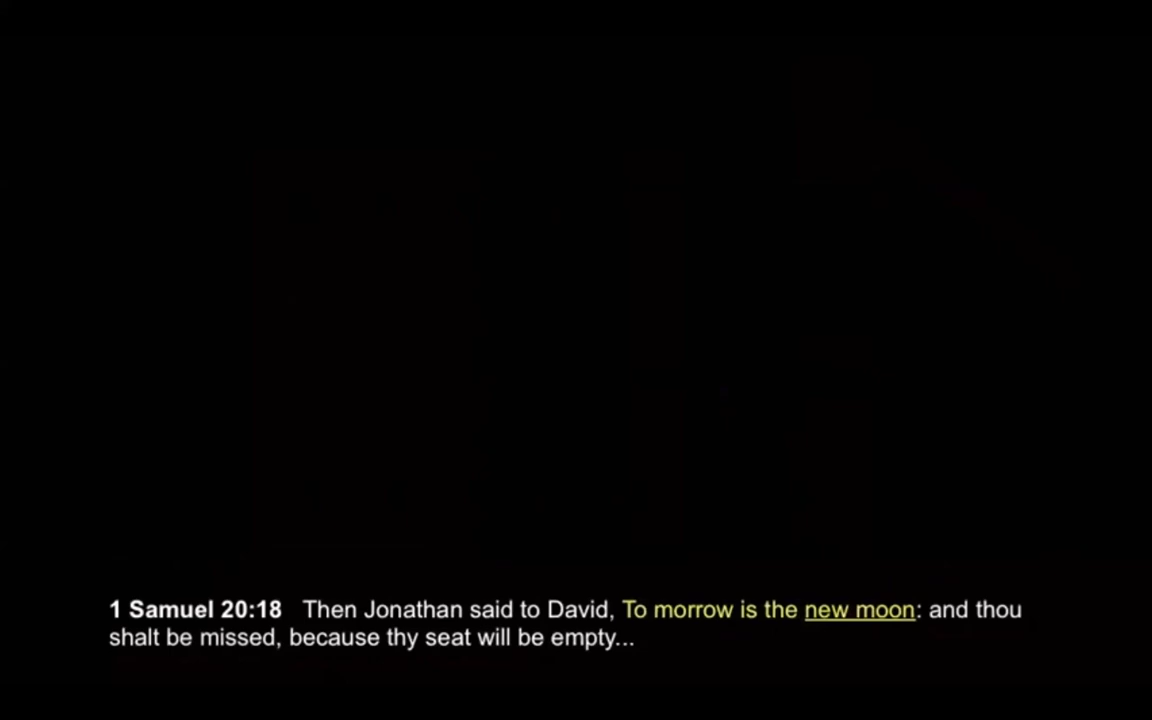 1 Samuel 20:18 Then Jonathan said to David, To morrow is the new moon: and thou
shalt be missed, because thy seat will be empty...